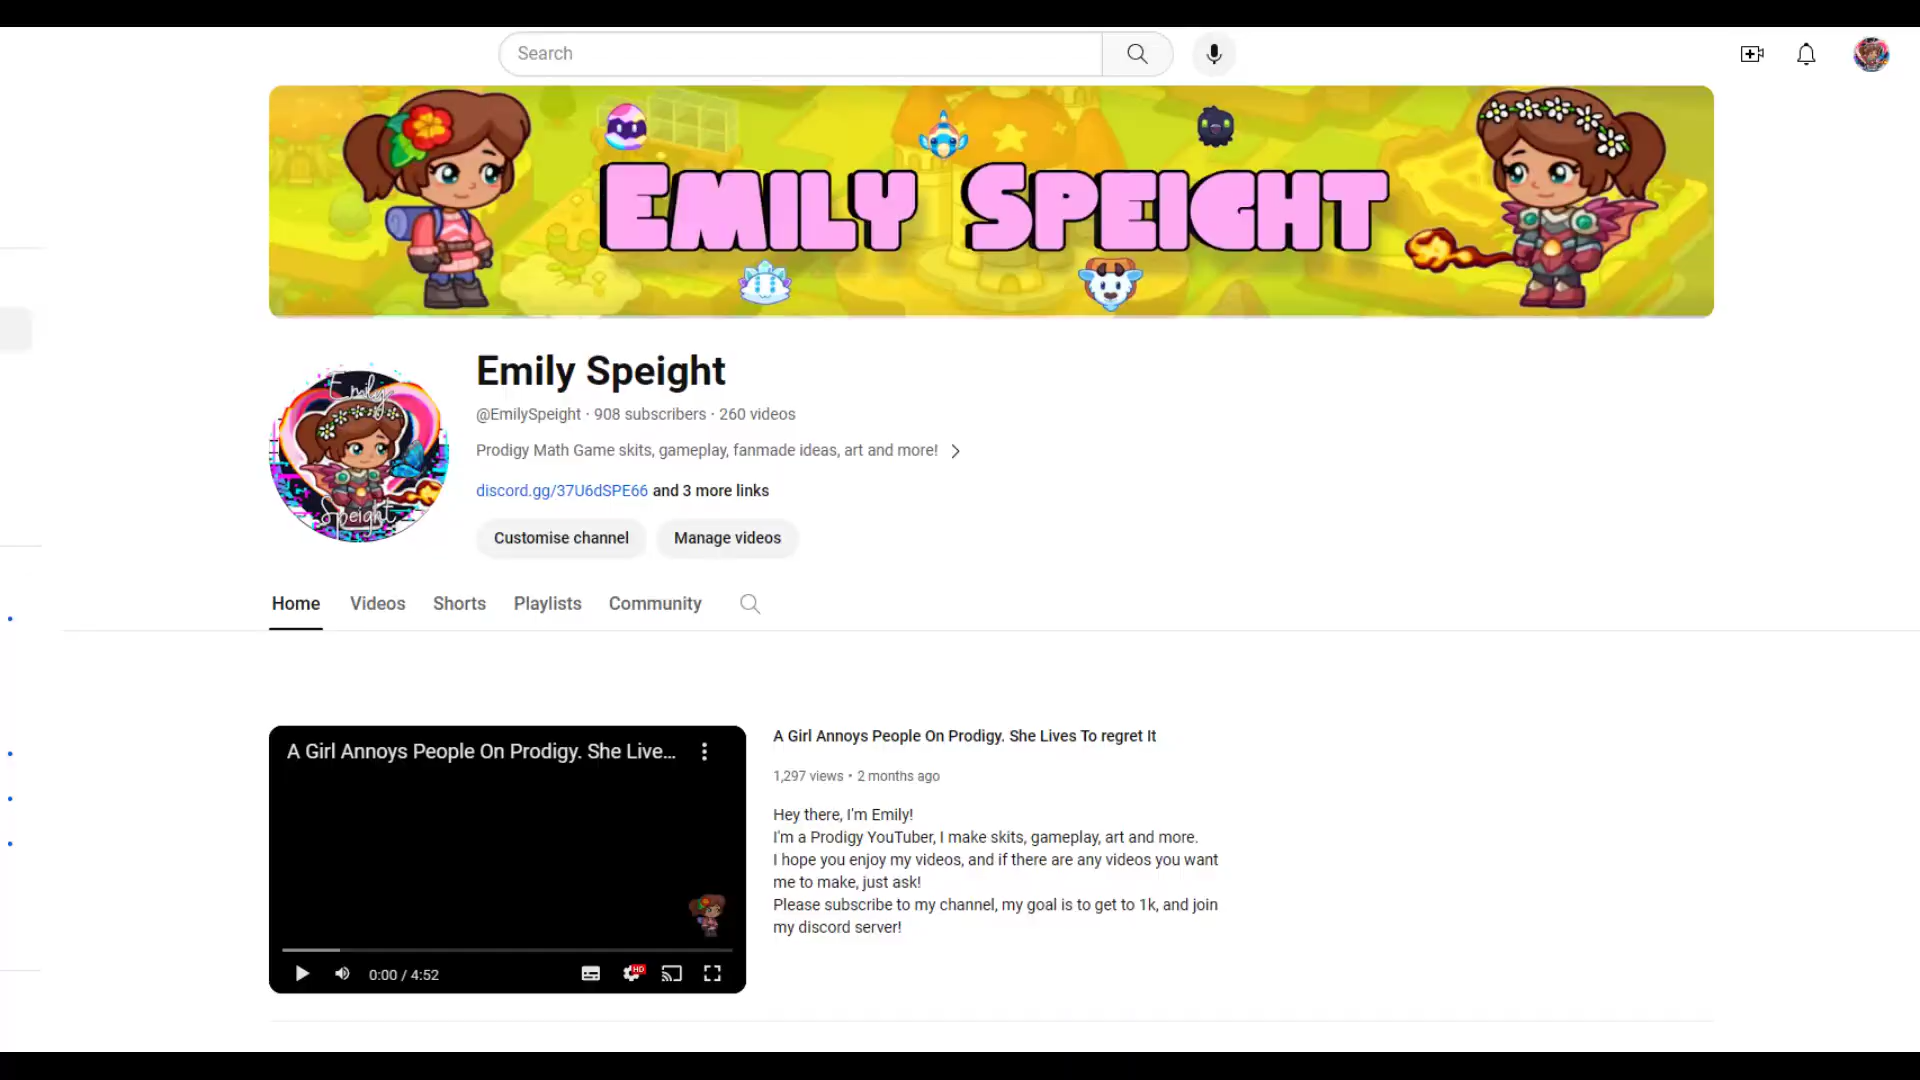 Search
EMILY SPEIGHT
Emily
Speight
Emily Speight
@EmilySpeight · 908 subscribers · 260 videos
Prodigy Math Game skits, gameplay, fanmade ideas, art and more!
discord.gg/37U6dSPE66 and 3 more links
Customise channel Manage videos
Home Videos Shorts Playlists Community
A Girl Annoys People On Prodigy. She Live...
HD
0:00 / 4:52
A Girl Annoys People On Prodigy. She Lives To regret It
1,297 views • 2 months ago
Hey there, I'm Emily!
I'm a Prodigy YouTuber, I make skits, gameplay, art and more.
I hope you enjoy my videos, and if there are any videos you want
me to make, just ask!
Please subscribe to my channel, my goal is to get to 1k, and join
my discord server!